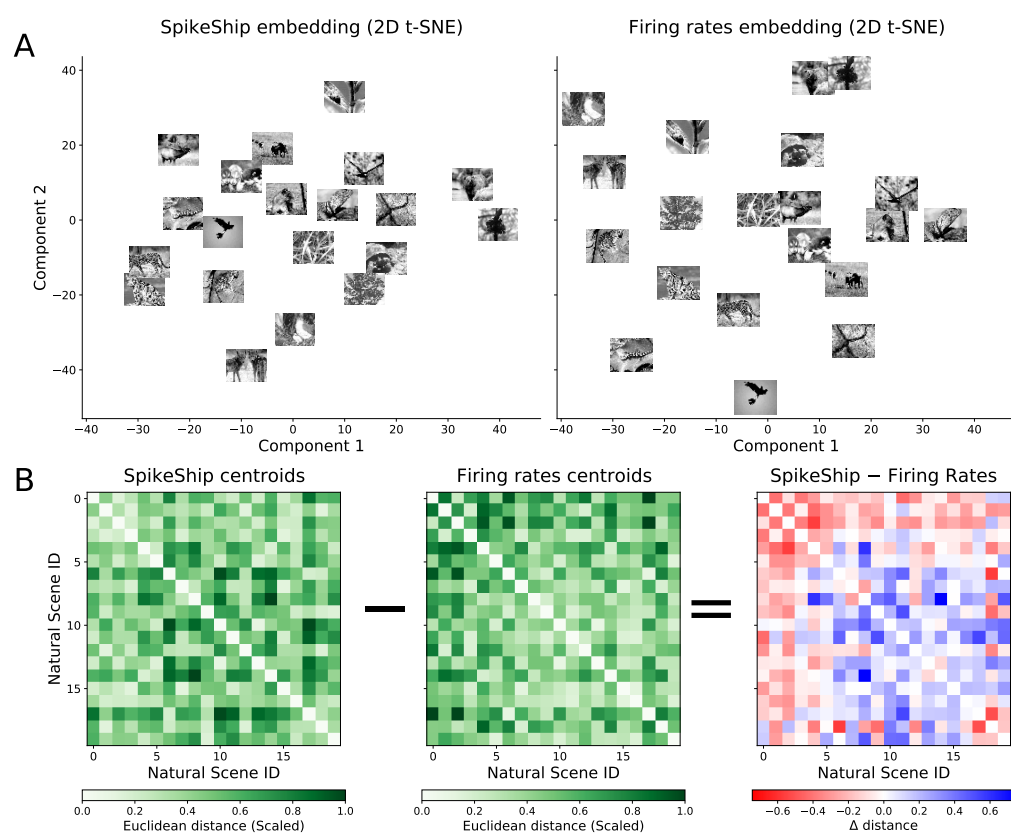 A
SpikeShip embedding (2D t-SNE)
Firing rates embedding (2D t-SNE)
Component 2
40
20
0
−20
−40
−40 −30 −20 −10 0 10 20 30 40
Component 1
−40 −30 −20 −10 0 10 20 30 40
Component 1
B
SpikeShip centroids
Firing rates centroids
SpikeShip − Firing Rates
Natural Scene ID
0
5
10
15
0 5 10 15
Natural Scene ID
Natural Scene ID
0 5 10 15
Natural Scene ID
0 5 10 15
Natural Scene ID
0.0 0.2 0.4 0.6 0.8 1.0
Euclidean distance (Scaled)
0.0 0.2 0.4 0.6 0.8 1.0
Euclidean distance (Scaled)
−0.6 −0.4 −0.2 0.0 0.2 0.4 0.6
Δ distance